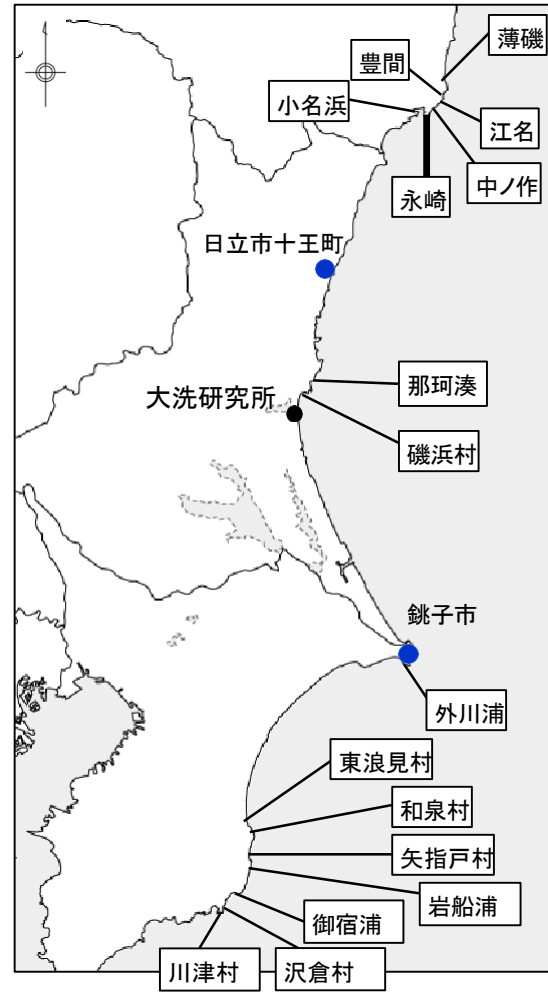 薄磯
豊間
小名浜
江名
中ノ作
永崎
日立市十王町
那珂湊
大洗研究所
磯浜村
銚子市
外川浦
東浪見村
和泉村
矢指戸村
岩船浦
御宿浦
川津村
沢倉村